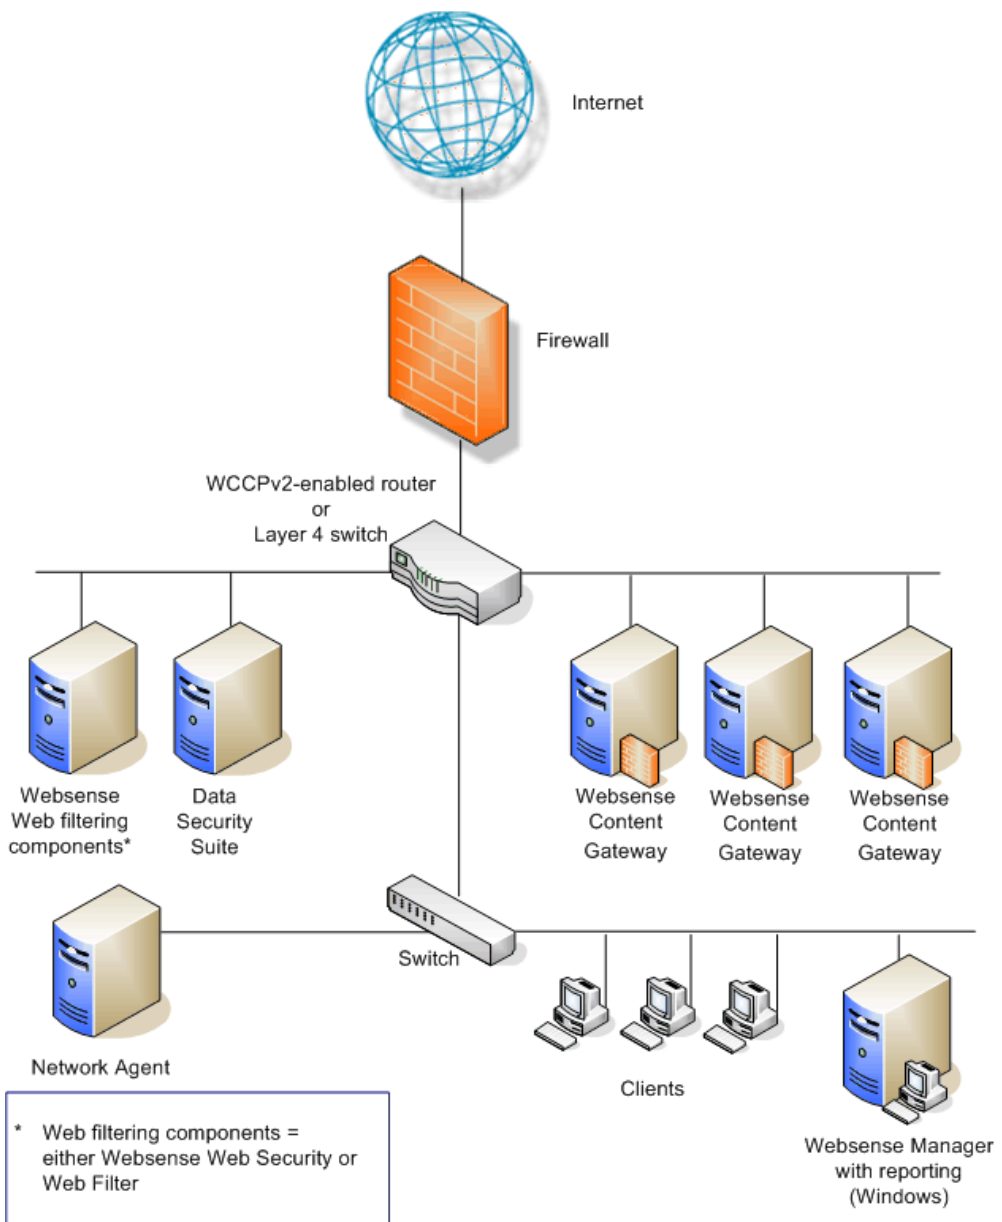 Internet
Firewall
WCCPv2-enabled router
or
Layer 4 switch
Websense
Web filtering
components*
Data
Security
Suite
Websense
Content
Gateway
Websense
Content
Gateway
Websense
Content
Gateway
Switch
Network Agent
Clients
Websense Manager
with reporting
(Windows)
* Web filtering components =
either Websense Web Security or
Web Filter